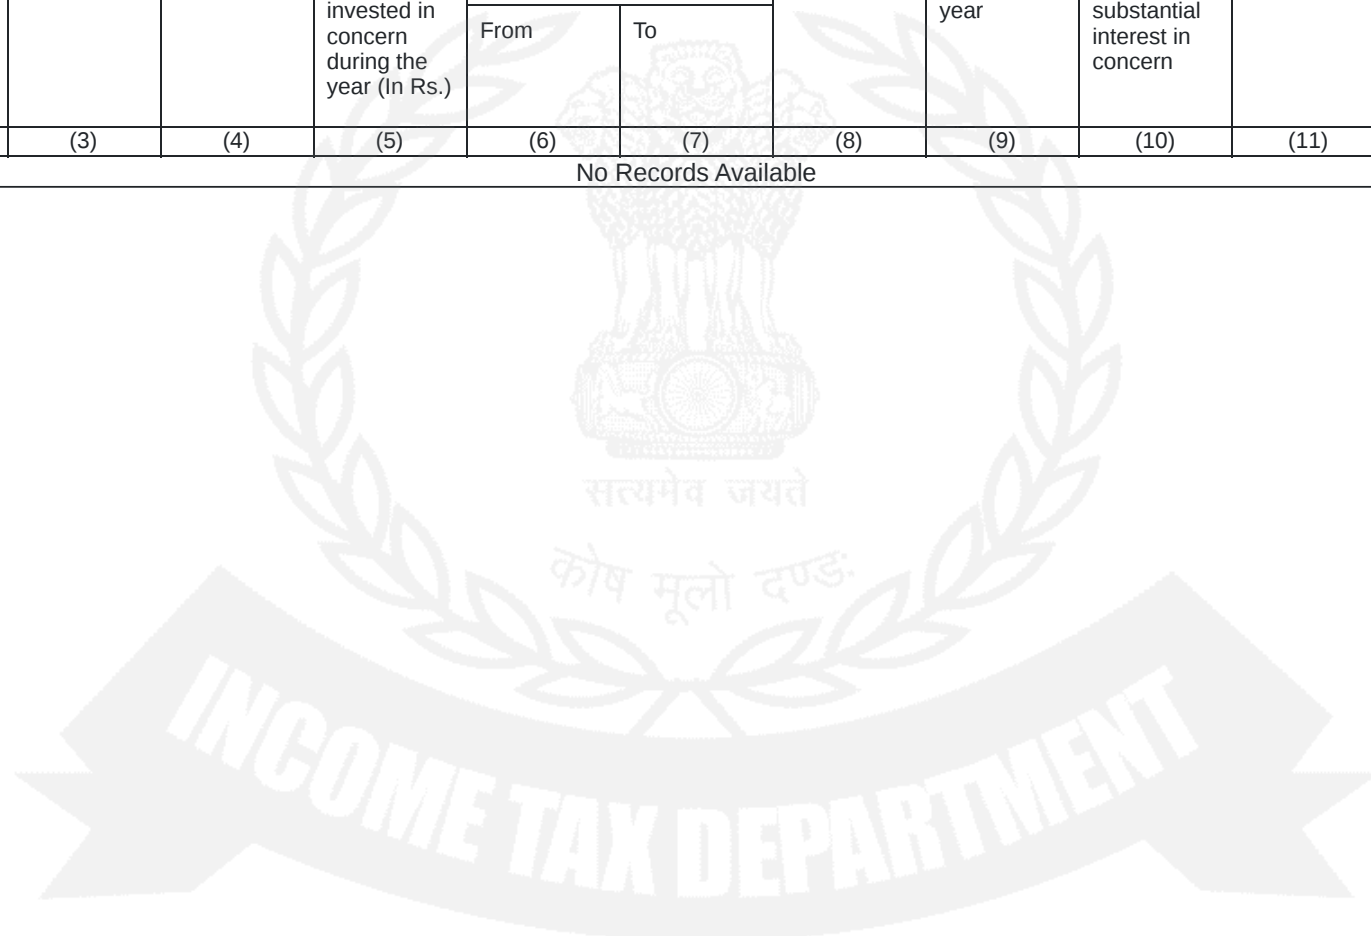 invested in
concern
during the
year (In Rs.)
From
To
year
substantial
interest in
concern
(3) (4) (5) (6) (7) (8) (9) (10) (11)
No Records Available
सत्यमेव जयते
कोष मूलो दण्डः
INCOME TAX DEPARTMENT